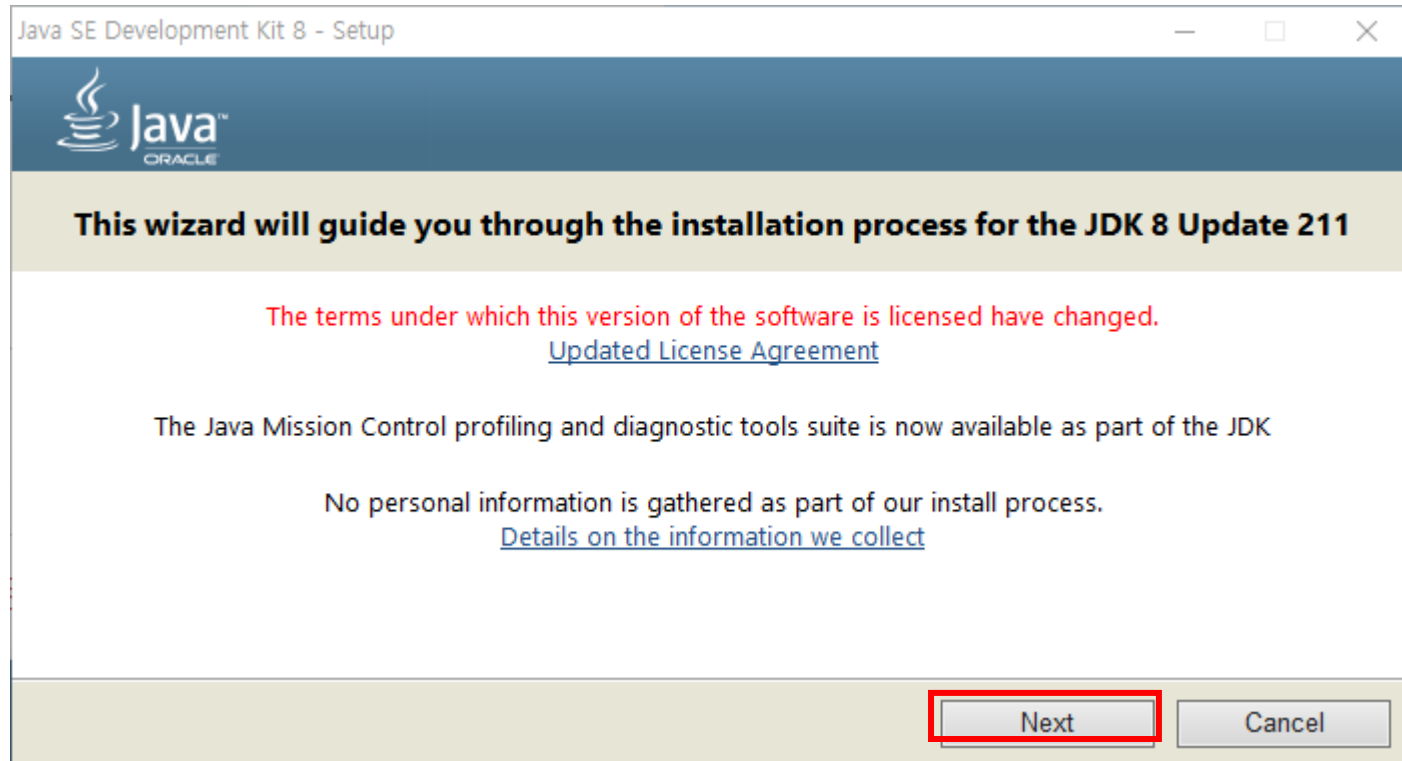 Java SE Development Kit 8 - Setup
Java™
ORACLE
This wizard will guide you through the installation process for the JDK 8 Update 211
The terms under which this version of the software is licensed have changed.
Updated License Agreement
The Java Mission Control profiling and diagnostic tools suite is now available as part of the JDK
No personal information is gathered as part of our install process.
Details on the information we collect
Next Cancel